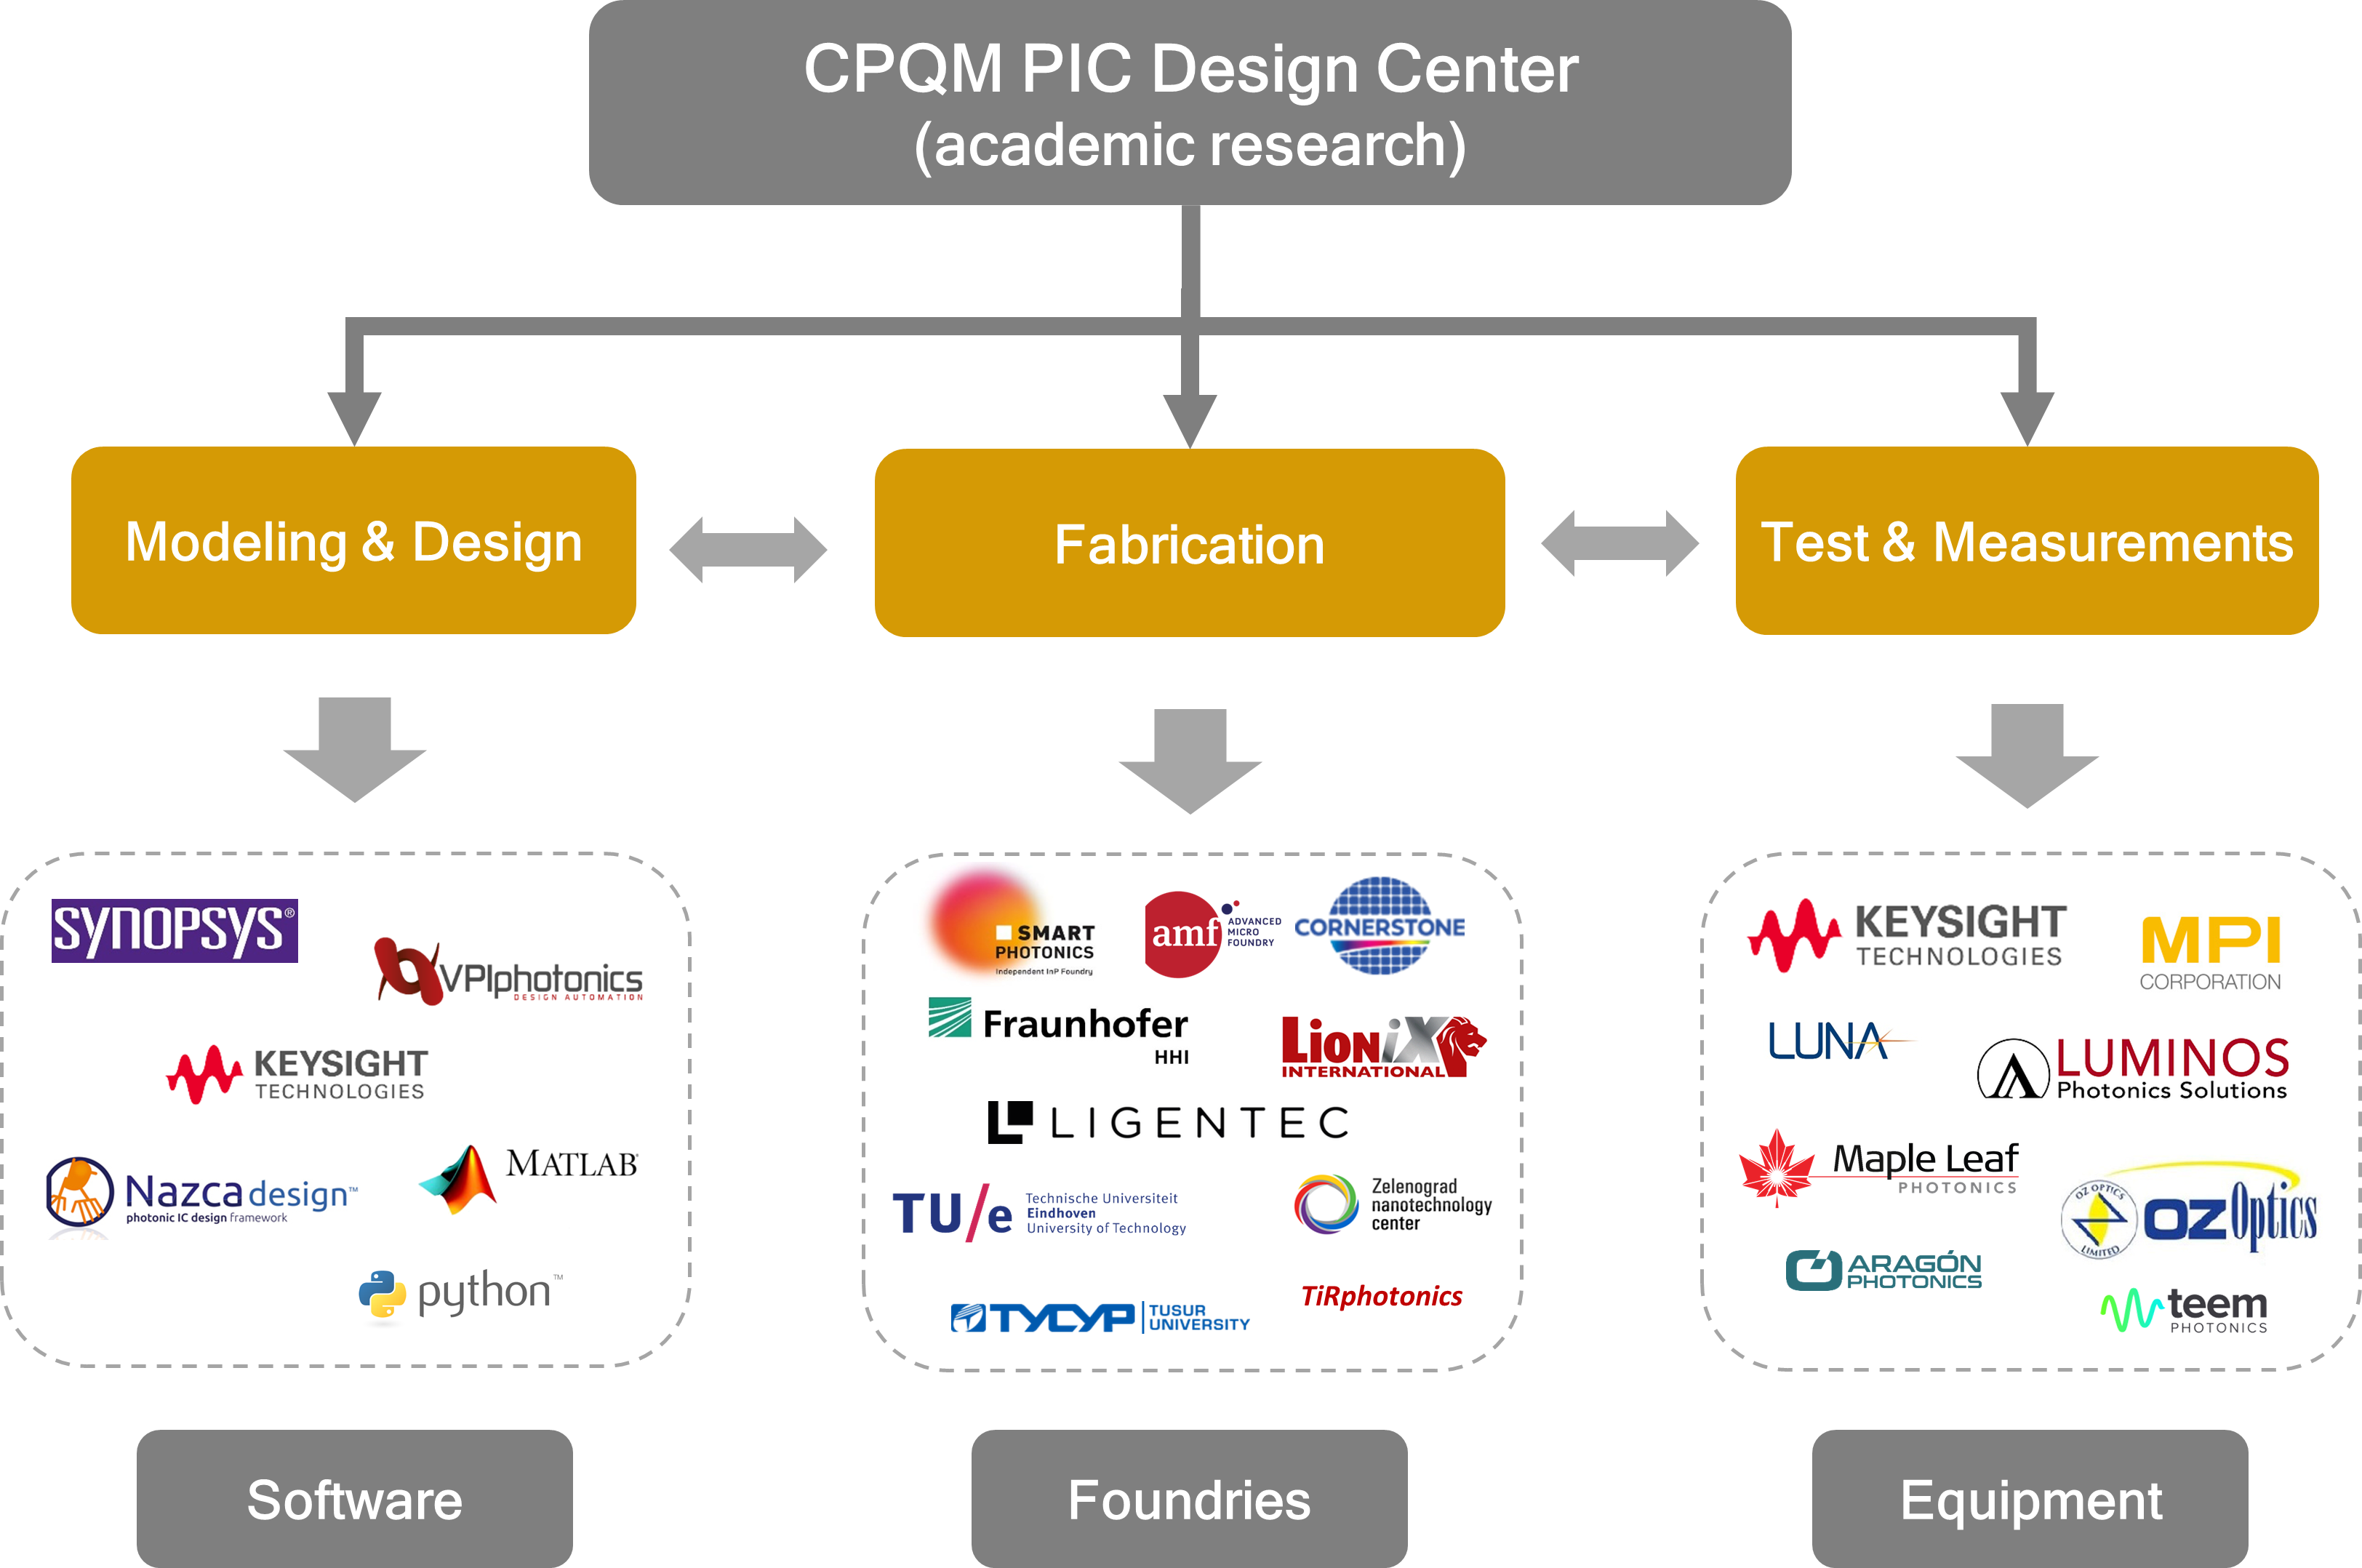 CPQM PIC Design Center
(academic research)
Modeling & Design
Fabrication
Test & Measurements
SYNOPSYS®
VPIphotonics
DESIGN AUTOMATION
KEYSIGHT
TECHNOLOGIES
Nazca design™
photonic IC design framework
MATLAB
python™
SMART
PHOTONICS
Independent InP Foundry
amf
ADVANCED
MICRO
FOUNDRY
CORNERSTONE
Fraunhofer
HHI
LioniX
INTERNATIONAL
LIGENTEC
TU/e
Technische Universiteit
Eindhoven
University of Technology
Zelenograd
nanotechnology
center
ТУСУР
TUSUR
UNIVERSITY
TiRphotonics
KEYSIGHT
TECHNOLOGIES
MPI
CORPORATION
LUNA
LUMINOS
Photonics Solutions
Maple Leaf
PHOTONICS
OZ OPTICS
LIMITED
OZ Optics
ARAGÓN
PHOTONICS
teem
PHOTONICS
Software
Foundries
Equipment